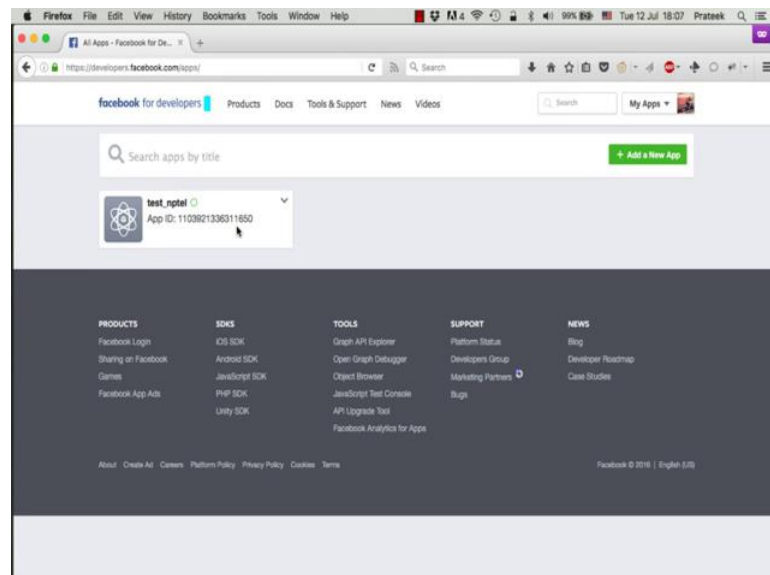 Firefox File Edit View History Bookmarks Tools Window Help 4 99% Tue 12 Jul 18:07 Prateek
All Apps - Facebook for De... × +
https://developers.facebook.com/apps/ Search
facebook for developers Products Docs Tools & Support News Videos Search My Apps
Search apps by title + Add a New App
test_nptel
App ID: 1103921336311650
PRODUCTS SDKS TOOLS SUPPORT NEWS
Facebook Login iOS SDK Graph API Explorer Platform Status Blog
Sharing on Facebook Android SDK Open Graph Debugger Developers Group Developer Roadmap
Games JavaScript SDK Object Browser Marketing Partners Case Studies
Facebook App Ads PHP SDK JavaScript Test Console Bugs
Unity SDK API Upgrade Tool
Facebook Analytics for Apps
About Create Ad Careers Platform Policy Privacy Policy Cookies Terms Facebook © 2016 | English (US)